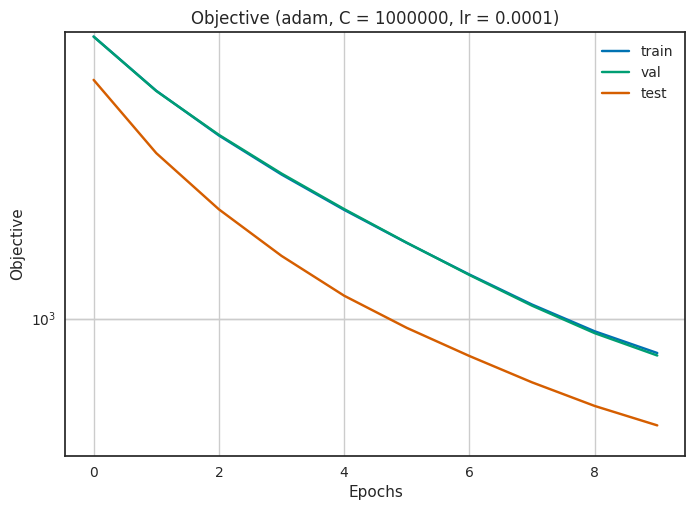 Objective (adam, C = 1000000, lr = 0.0001)
train
val
test
Objective
10³
0 2 4 6 8
Epochs